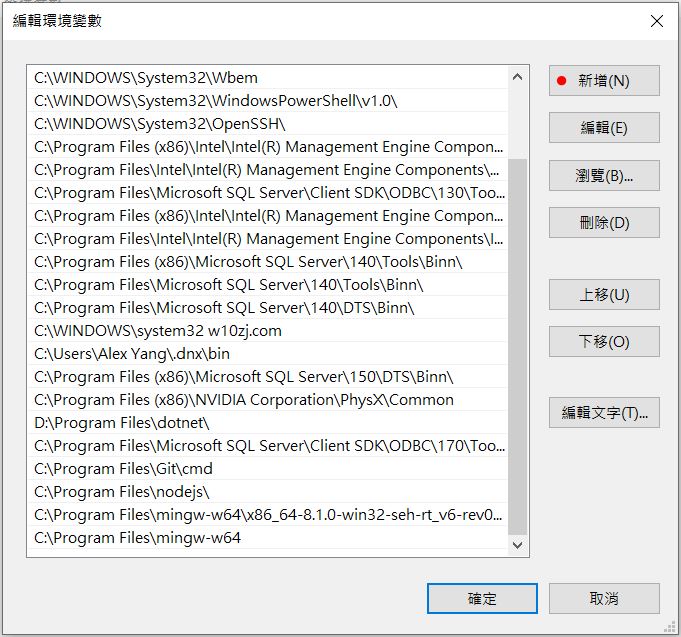 編輯環境變數
C:\WINDOWS\System32\Wbem
C:\WINDOWS\System32\WindowsPowerShell\v1.0\
C:\WINDOWS\System32\OpenSSH\
C:\Program Files (x86)\Intel\Intel(R) Management Engine Compon...
C:\Program Files\Intel\Intel(R) Management Engine Components\...
C:\Program Files\Microsoft SQL Server\Client SDK\ODBC\130\Too...
C:\Program Files (x86)\Intel\Intel(R) Management Engine Compon...
C:\Program Files\Intel\Intel(R) Management Engine Components\I...
C:\Program Files (x86)\Microsoft SQL Server\140\Tools\Binn\
C:\Program Files\Microsoft SQL Server\140\Tools\Binn\
C:\Program Files\Microsoft SQL Server\140\DTS\Binn\
C:\WINDOWS\system32 w10zj.com
C:\Users\Alex Yang\.dnx\bin
C:\Program Files (x86)\Microsoft SQL Server\150\DTS\Binn\
C:\Program Files (x86)\NVIDIA Corporation\PhysX\Common
D:\Program Files\dotnet\
C:\Program Files\Microsoft SQL Server\Client SDK\ODBC\170\Too...
C:\Program Files\Git\cmd
C:\Program Files\nodejs\
C:\Program Files\mingw-w64\x86_64-8.1.0-win32-seh-rt_v6-rev0...
C:\Program Files\mingw-w64
新增(N)
編輯(E)
瀏覽(B)...
刪除(D)
上移(U)
下移(O)
編輯文字(T)...
確定
取消